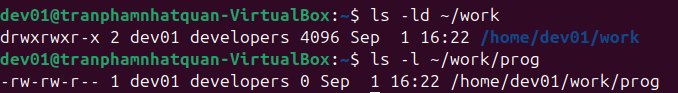 dev01@tranphamnhatquan-VirtualBox:~$ ls -ld ~/work
drwxrwxr-x 2 dev01 developers 4096 Sep  1 16:22 /home/dev01/work
dev01@tranphamnhatquan-VirtualBox:~$ ls -l ~/work/prog
-rw-rw-r-- 1 dev01 developers 0 Sep  1 16:22 /home/dev01/work/prog